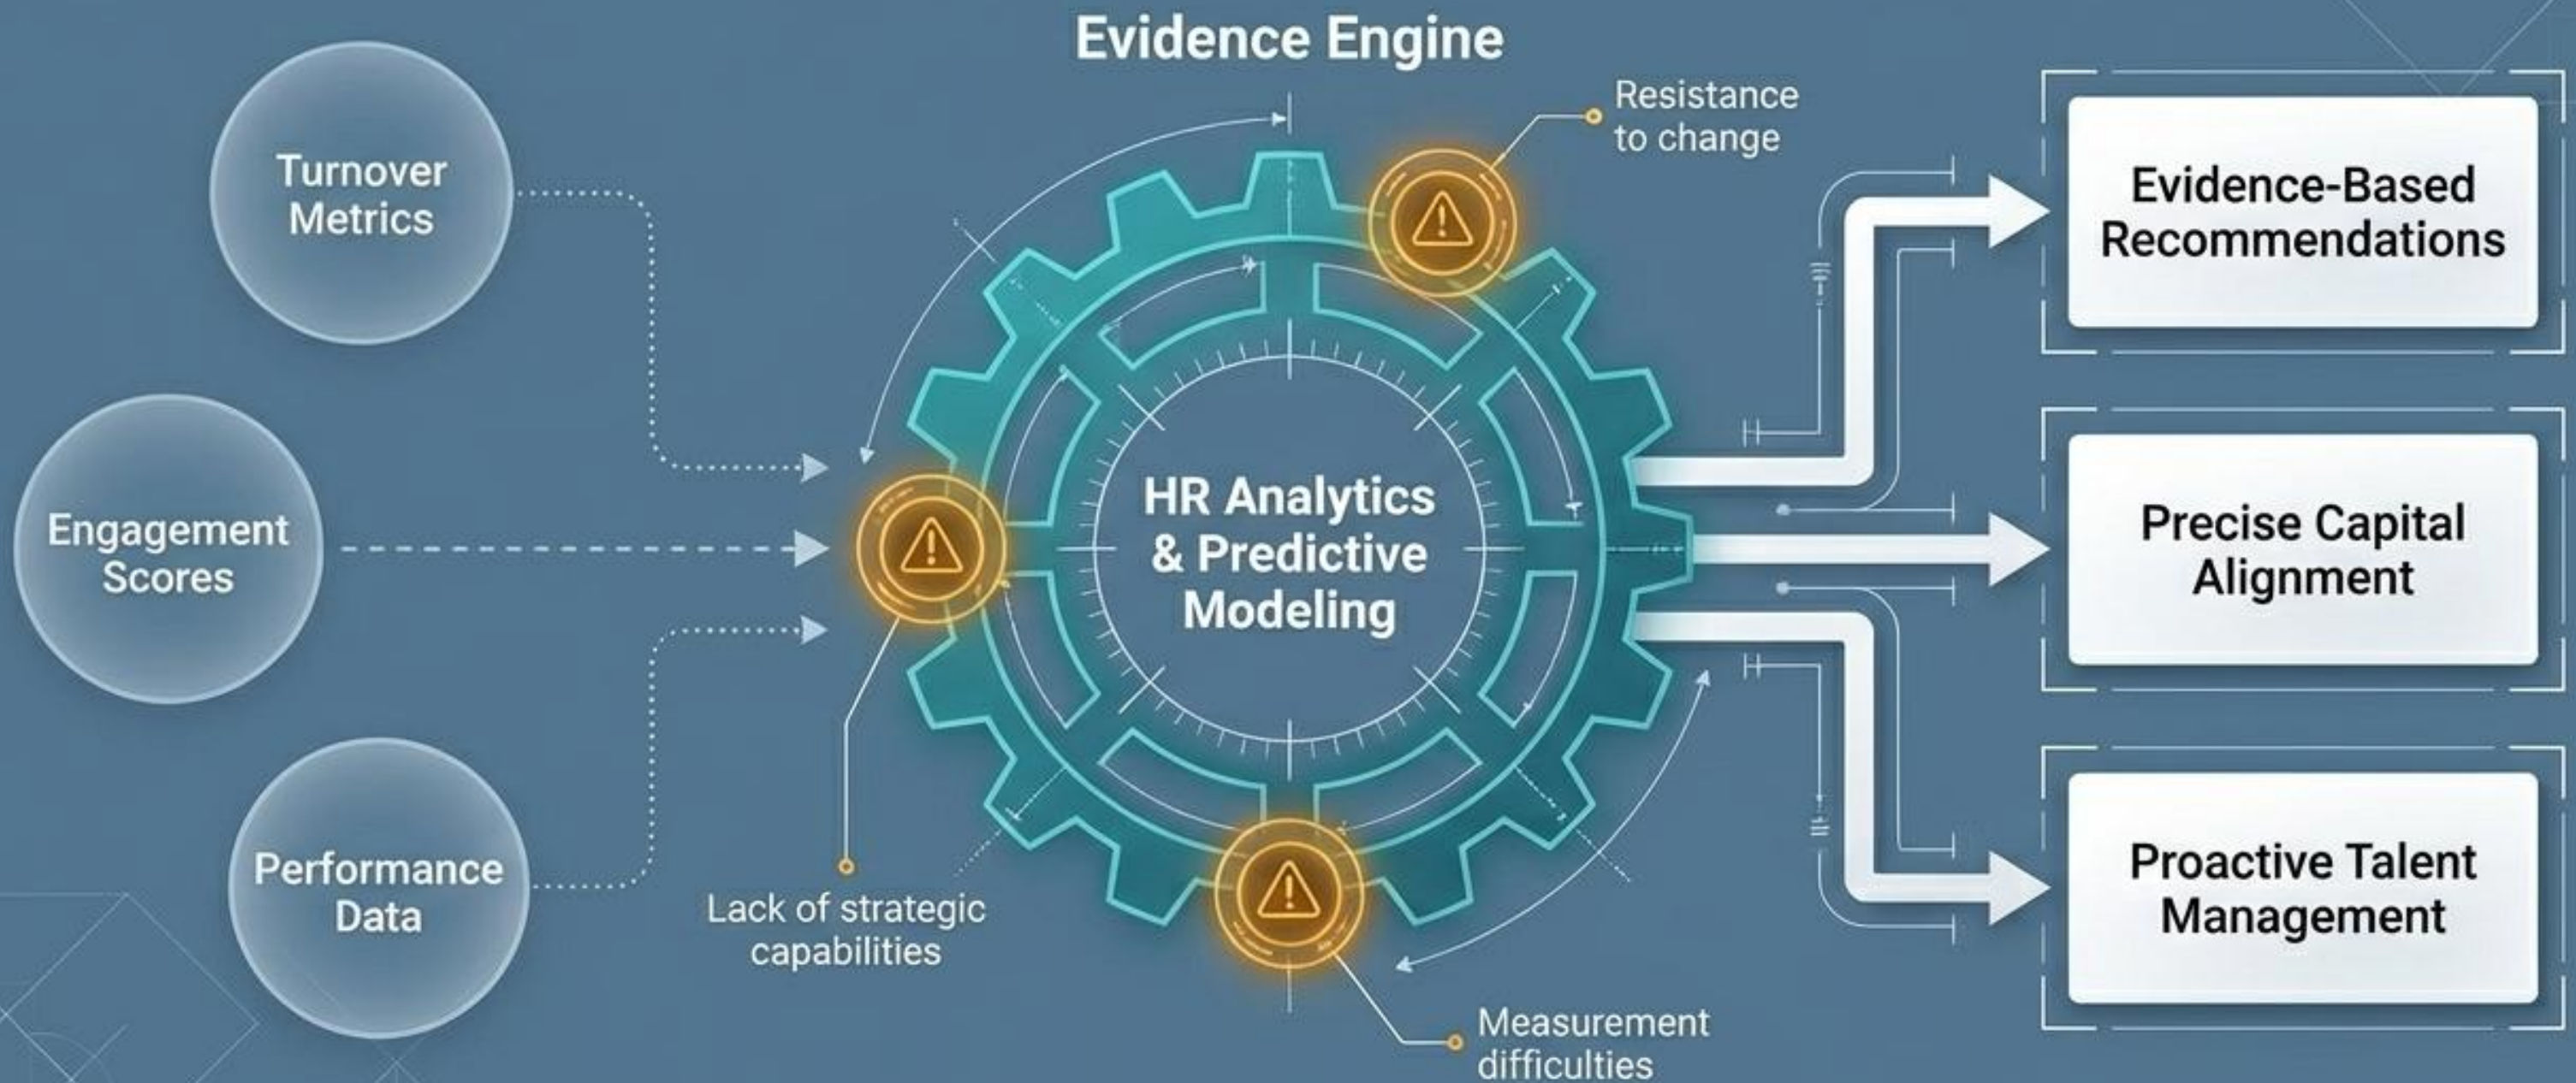 Evidence Engine
Turnover
Metrics
Engagement
Scores
Performance
Data
Resistance
to change
HR Analytics
& Predictive
Modeling
Lack of strategic
capabilities
Measurement
difficulties
Evidence-Based
Recommendations
Precise Capital
Alignment
Proactive Talent
Management